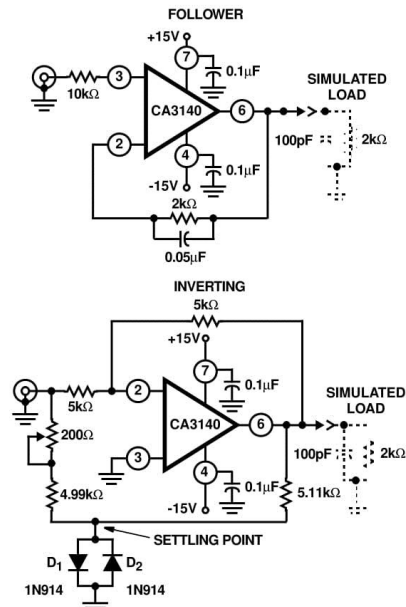 FOLLOWER
+15V
7
0.1µF
SIMULATED
LOAD
3
10kΩ
CA3140
6
100pF
2kΩ
2
4
0.1µF
-15V
2kΩ
0.05µF
INVERTING
5kΩ
+15V
7
0.1µF
SIMULATED
LOAD
5kΩ
2
CA3140
6
200Ω
100pF
2kΩ
3
4
0.1µF
4.99kΩ
5.11kΩ
-15V
SETTLING POINT
D1
D2
1N914
1N914